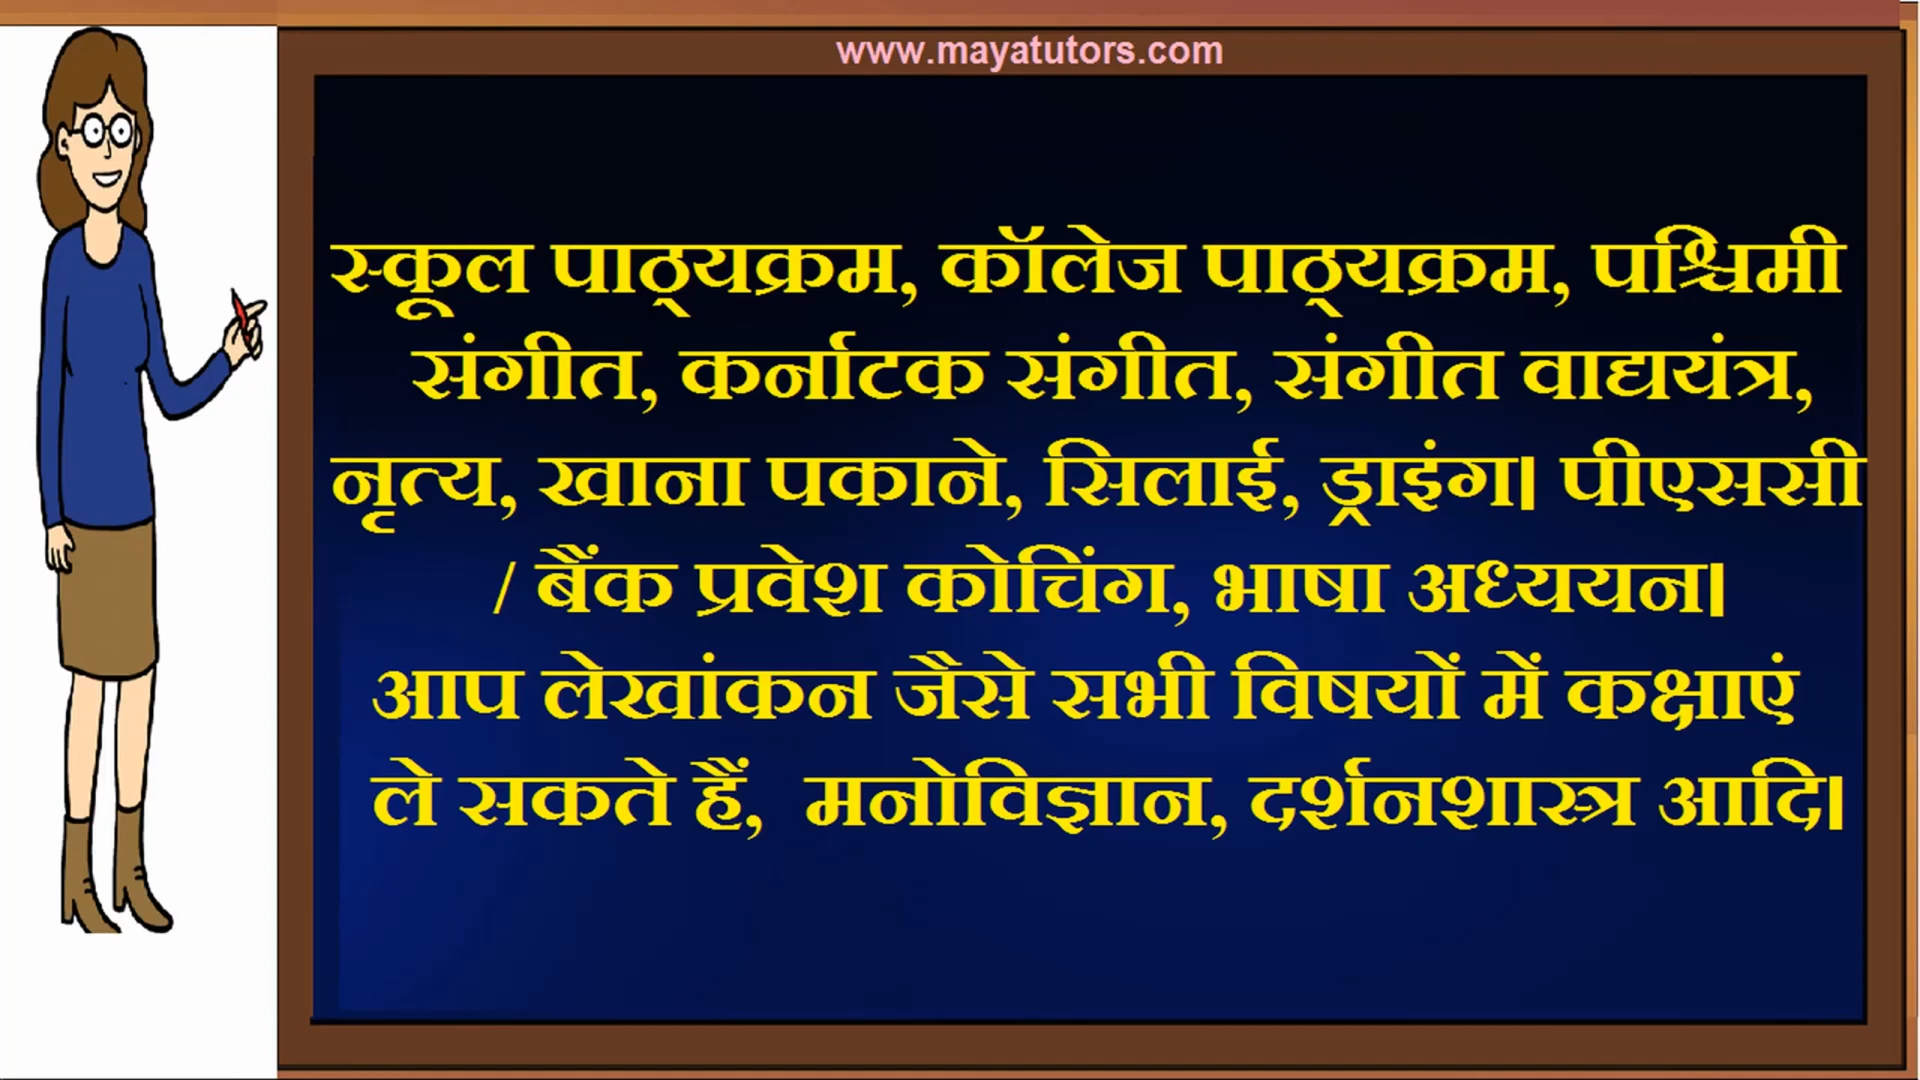 www.mayatutors.com
स्कूल पाठ्यक्रम, कॉलेज पाठ्यक्रम, पश्चिमी
संगीत, कर्नाटक संगीत, संगीत वाद्ययंत्र,
नृत्य, खाना पकाने, सिलाई, ड्राइंग। पीएससी
/ बैंक प्रवेश कोचिंग, भाषा अध्ययन।
आप लेखांकन जैसे सभी विषयों में कक्षाएं
ले सकते हैं, मनोविज्ञान, दर्शनशास्त्र आदि।